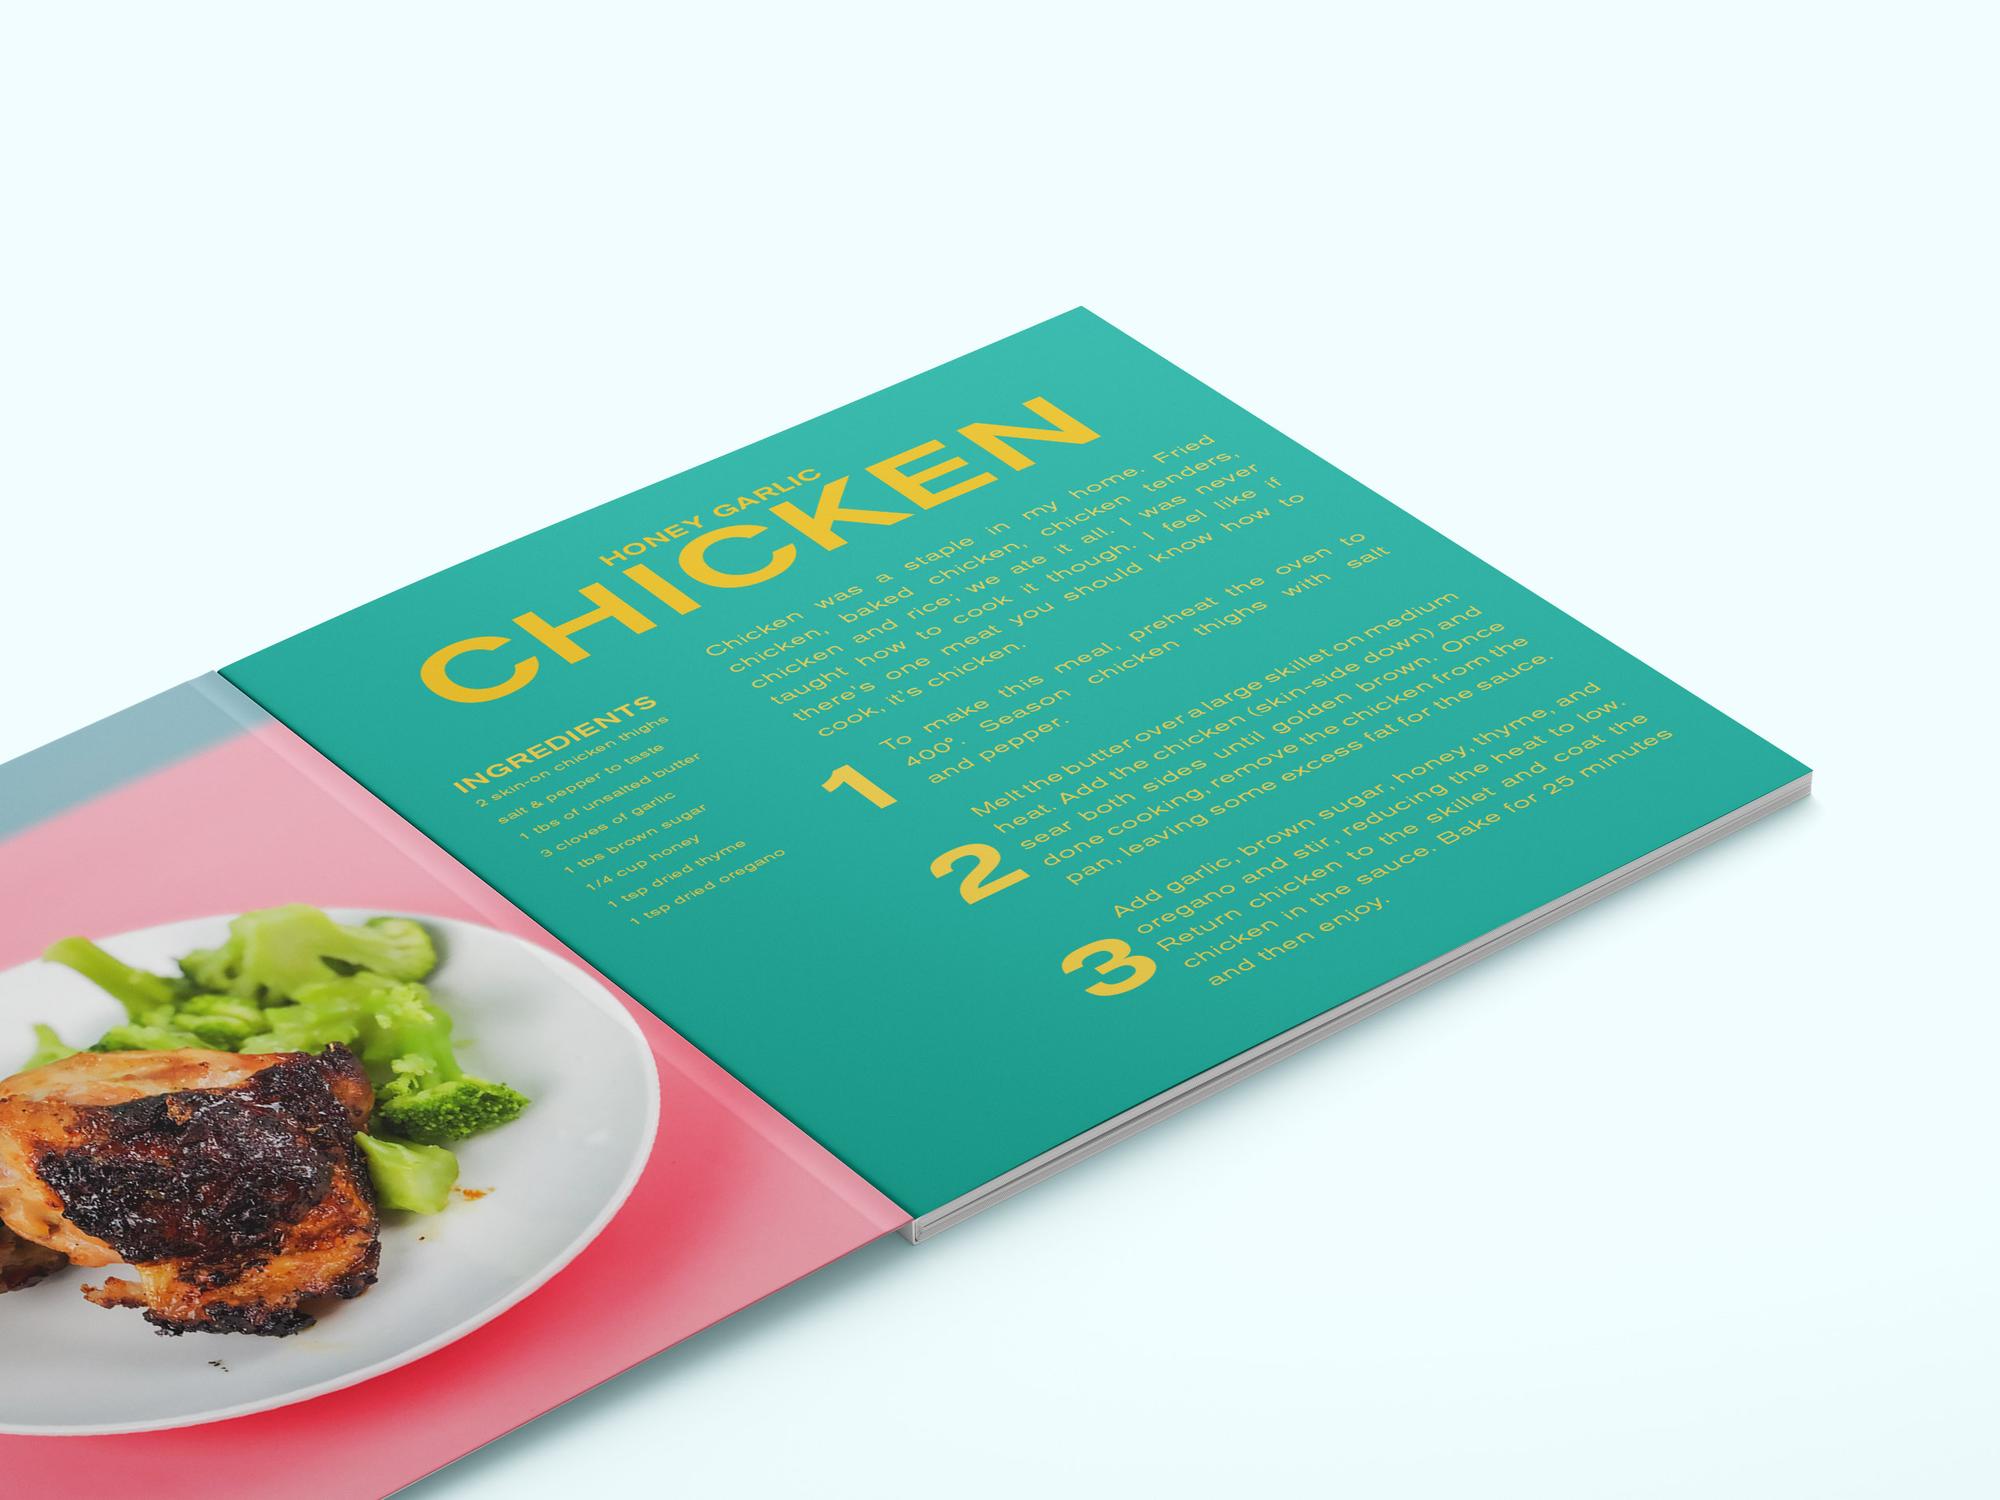 HONEY GARLIC
CHICKEN
INGREDIENTS
2 skin-on chicken thighs
salt & pepper to taste
1 tbs of unsalted butter
3 cloves of garlic
1 tbs brown sugar
1/4 cup honey
1 tsp dried thyme
1 tsp dried oregano
Chicken was a staple in my home. Fried
chicken, baked chicken, chicken tenders,
chicken and rice; we ate it all. I was never
taught how to cook it though. I feel like if
there's one meat you should know how to
cook, it's chicken.
1
To make this meal, preheat the oven to
400°. Season chicken thighs with salt
and pepper.
2
Melt the butter over a large skillet on medium
heat. Add the chicken (skin-side down) and
sear both sides until golden brown. Once
done cooking, remove the chicken from the
pan, leaving some excess fat for the sauce.
3
Add garlic, brown sugar, honey, thyme, and
oregano and stir, reducing the heat to low.
Return chicken to the skillet and coat the
chicken in the sauce. Bake for 25 minutes
and then enjoy.